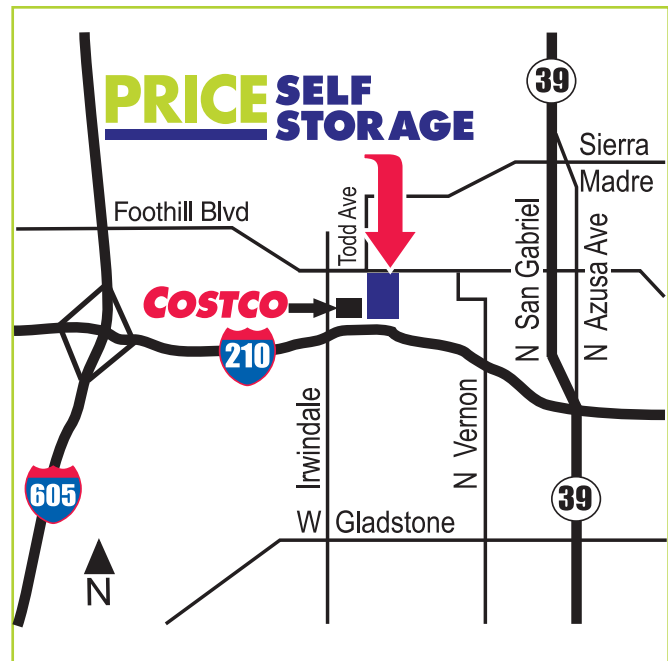 PRICE SELF
STORAGE
39
Sierra
Madre
Foothill Blvd
Todd Ave
N San Gabriel
N Azusa Ave
COSTCO
210
Irwindale
N Vernon
605
39
W Gladstone
N